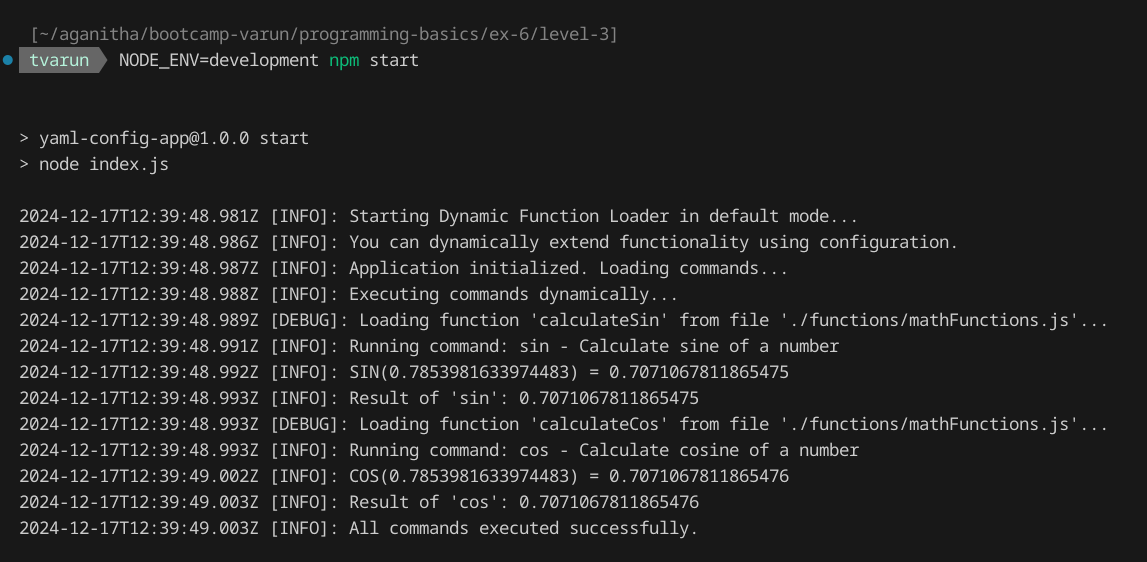 [~/aganitha/bootcamp-varun/programming-basics/ex-6/level-3]
tvarun NODE_ENV=development npm start
> yaml-config-app@1.0.0 start
> node index.js
2024-12-17T12:39:48.981Z [INFO]: Starting Dynamic Function Loader in default mode...
2024-12-17T12:39:48.986Z [INFO]: You can dynamically extend functionality using configuration.
2024-12-17T12:39:48.987Z [INFO]: Application initialized. Loading commands...
2024-12-17T12:39:48.988Z [INFO]: Executing commands dynamically...
2024-12-17T12:39:48.989Z [DEBUG]: Loading function 'calculateSin' from file './functions/mathFunctions.js'...
2024-12-17T12:39:48.991Z [INFO]: Running command: sin - Calculate sine of a number
2024-12-17T12:39:48.992Z [INFO]: SIN(0.7853981633974483) = 0.7071067811865475
2024-12-17T12:39:48.993Z [INFO]: Result of 'sin': 0.7071067811865475
2024-12-17T12:39:48.993Z [DEBUG]: Loading function 'calculateCos' from file './functions/mathFunctions.js'...
2024-12-17T12:39:48.993Z [INFO]: Running command: cos - Calculate cosine of a number
2024-12-17T12:39:49.002Z [INFO]: COS(0.7853981633974483) = 0.7071067811865476
2024-12-17T12:39:49.003Z [INFO]: Result of 'cos': 0.7071067811865476
2024-12-17T12:39:49.003Z [INFO]: All commands executed successfully.